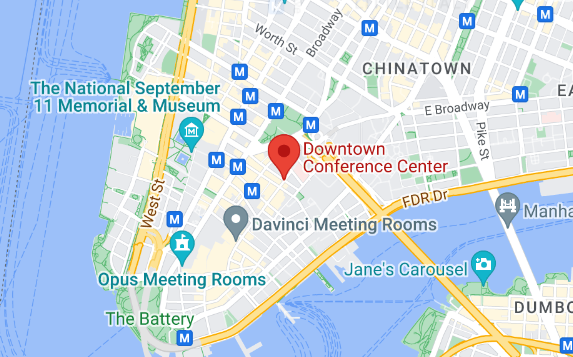 Broadway
Worth St
M
M
M
CHINATOWN
M
The National September
11 Memorial & Museum
M
M
M
M
M
E Broadway
M
EA
Pike St
Downtown
Conference Center
M
M
M
West St
M
FDR Dr
Manha
Davinci Meeting Rooms
Opus Meeting Rooms
Jane's Carousel
DUMBO
The Battery
M
M